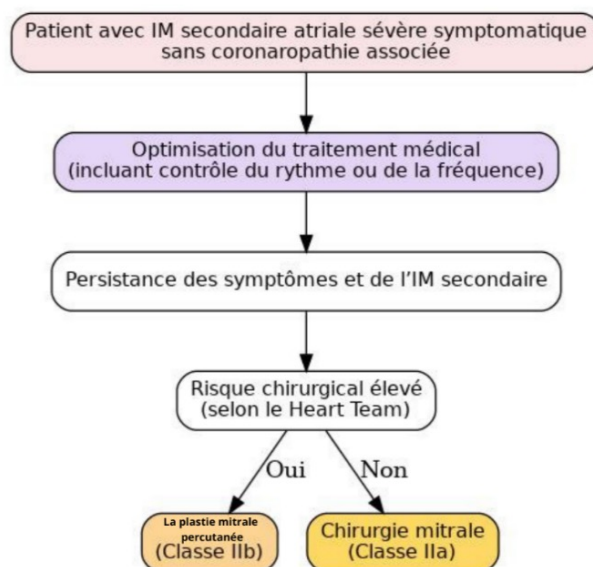 Patient avec IM secondaire atriale sévère symptomatique
sans coronaropathie associée
Optimisation du traitement médical
(incluant contrôle du rythme ou de la fréquence)
Persistance des symptômes et de l’IM secondaire
Risque chirurgical élevé
(selon le Heart Team)
Oui
Non
La plastie mitrale
percutanée
(Classe IIb)
Chirurgie mitrale
(Classe IIa)